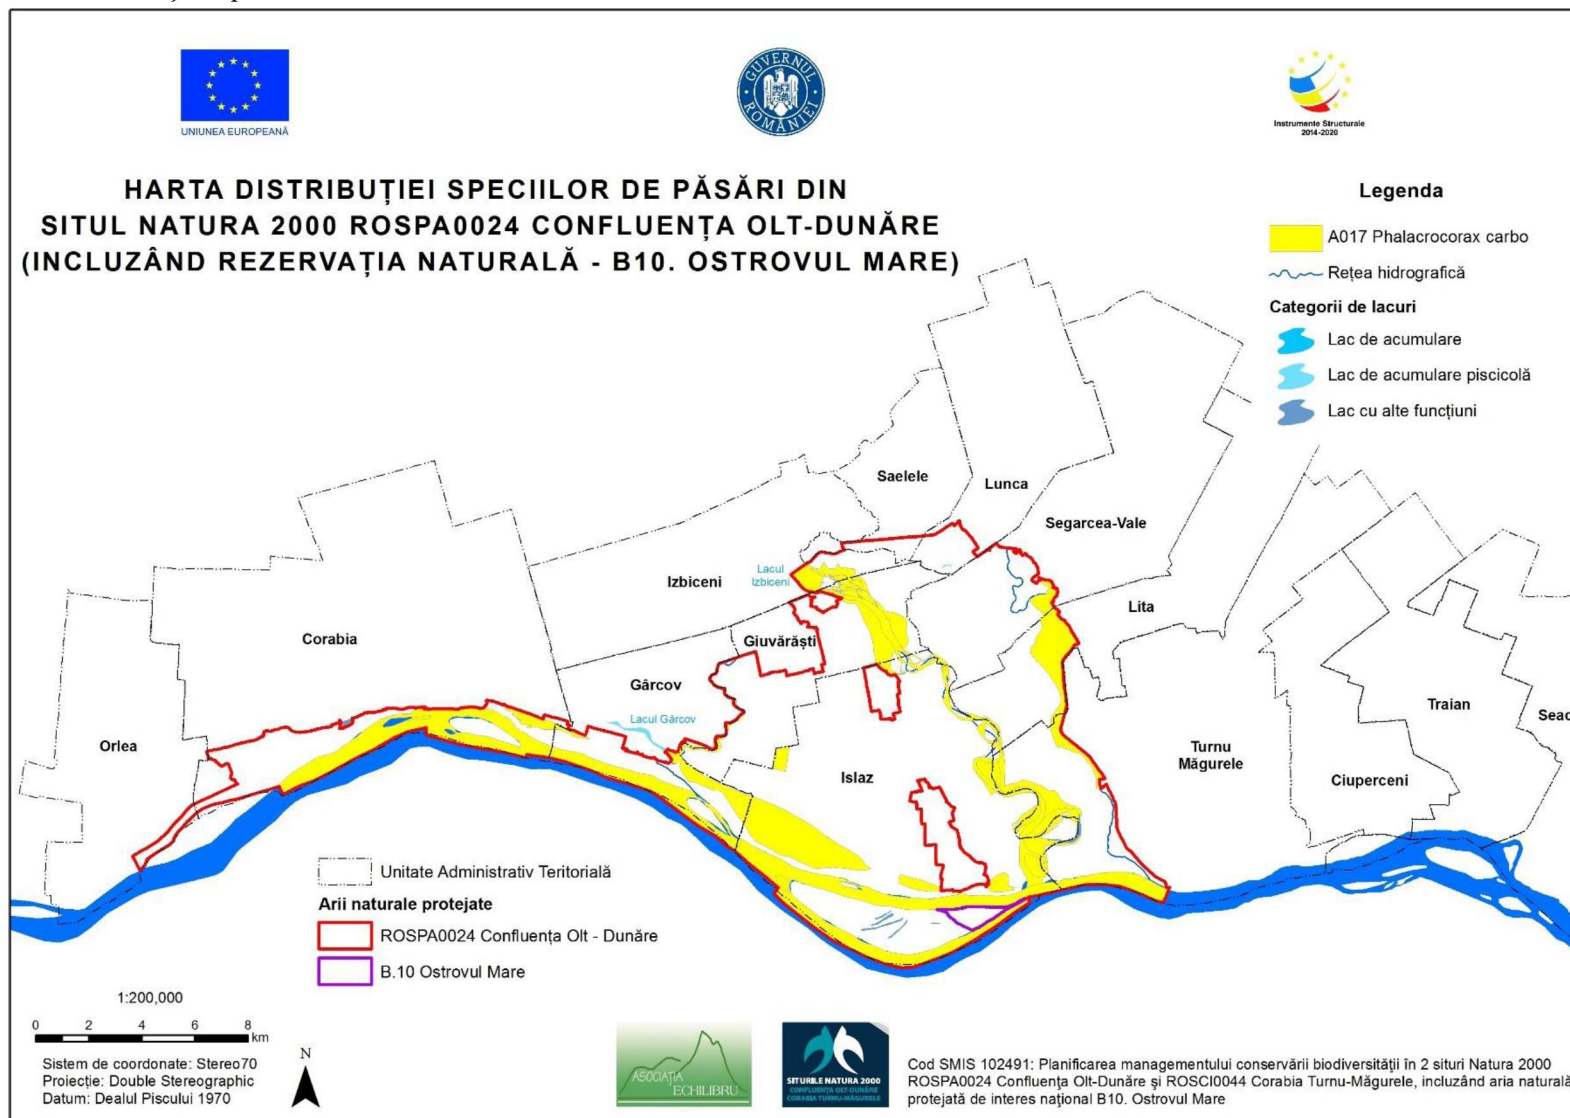 UNIUNEA EUROPEANĂ
GUVERNUL ROMÂNIEI
Instrumente Structurale
2014-2020
HARTA DISTRIBUȚIEI SPECIILOR DE PĂSĂRI DIN
SITUL NATURA 2000 ROSPA0024 CONFLUENȚA OLT-DUNĂRE
(INCLUZÂND REZERVAȚIA NATURALĂ - B10. OSTROVUL MARE)
Legenda
A017 Phalacrocorax carbo
Rețea hidrografică
Categorii de lacuri
Lac de acumulare
Lac de acumulare piscicolă
Lac cu alte funcțiuni
Saelele
Lunca
Segarcea-Vale
Izbiceni
Lacul
Izbiceni
Lita
Corabia
Giuvărăști
Gârcov
Lacul Gârcov
Orlea
Islaz
Turnu
Măgurele
Traian
Seac
Ciuperceni
Unitate Administrativ Teritorială
Arii naturale protejate
ROSPA0024 Confluența Olt - Dunăre
B.10 Ostrovul Mare
1:200,000
0 2 4 6 8
km
N
Sistem de coordonate: Stereo70
Proiecție: Double Stereographic
Datum: Dealul Piscului 1970
ASOCIAȚIA
ECHILIBRU
SITURILE NATURA 2000
CONFLUENȚA OLT-DUNĂRE
CORABIA TURNU-MĂGURELE
Cod SMIS 102491: Planificarea managementului conservării biodiversității în 2 situri Natura 2000
ROSPA0024 Confluența Olt-Dunăre și ROSCI0044 Corabia Turnu-Măgurele, incluzând aria naturală
protejată de interes național B10. Ostrovul Mare